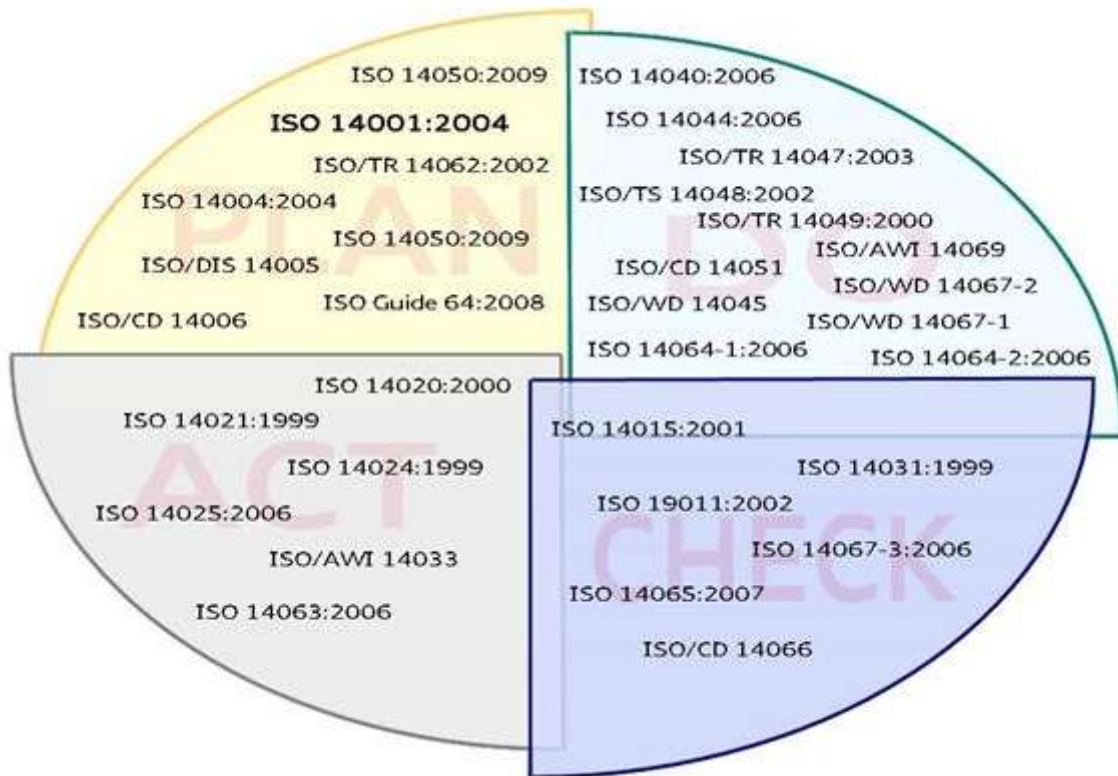 ISO 14050:2009
ISO 14001:2004
ISO/TR 14062:2002
ISO 14004:2004
ISO 14050:2009
ISO/DIS 14005
ISO Guide 64:2008
ISO/CD 14006
PLAN
ISO 14040:2006
ISO 14044:2006
ISO/TR 14047:2003
ISO/TS 14048:2002
ISO/TR 14049:2000
ISO/AWI 14069
ISO/CD 14051
ISO/WD 14067-2
ISO/WD 14045
ISO/WD 14067-1
ISO 14064-1:2006
ISO 14064-2:2006
DO
ISO 14020:2000
ISO 14021:1999
ISO 14024:1999
ISO 14025:2006
ISO/AWI 14033
ISO 14063:2006
ACT
ISO 14015:2001
ISO 14031:1999
ISO 19011:2002
ISO 14067-3:2006
ISO 14065:2007
ISO/CD 14066
CHECK